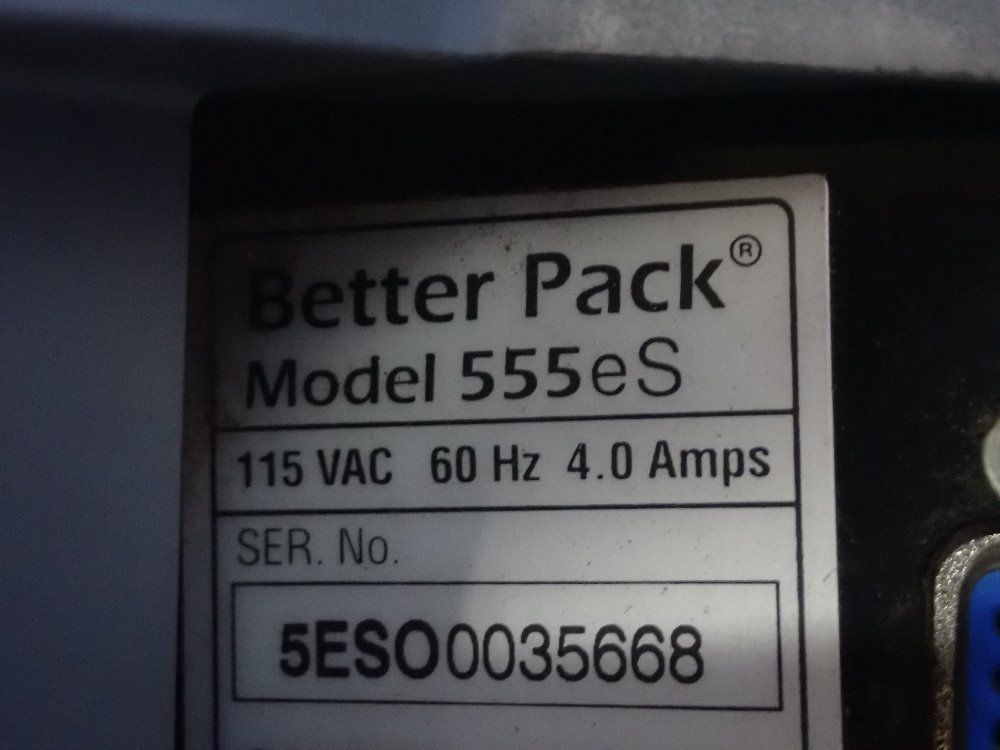 Better Pack®
Model 555eS
115 VAC 60 Hz 4.0 Amps
SER. No.
5ESO0035668